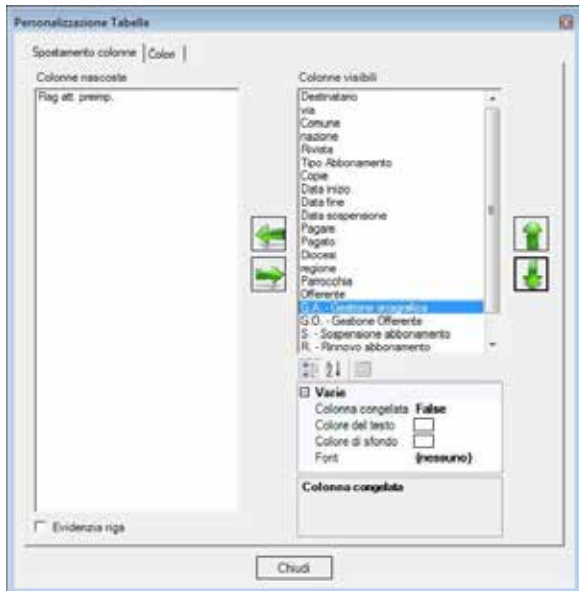 Personalizzazione Tabelle
Spostamento colonne
Colori
Colonne nascoste
Flag att. preimp.
Evidenzia riga
Colonne visibili
Destinatario
via
Comune
nazione
Rivista
Tipo Abbonamento
Copie
Data inizio
Data fine
Data sospensione
Pagare
Pagato
Diocesi
regione
Parrocchia
Offerente
G.A. - Gestione anagrafica
G.O. - Gestione Offerente
S. - Sospensione abbonamento
R. - Rinnovo abbonamento
Varie
Colonna congelata False
Colore del testo
Colore di sfondo
Font (nessuno)
Colonna congelata
Chiudi